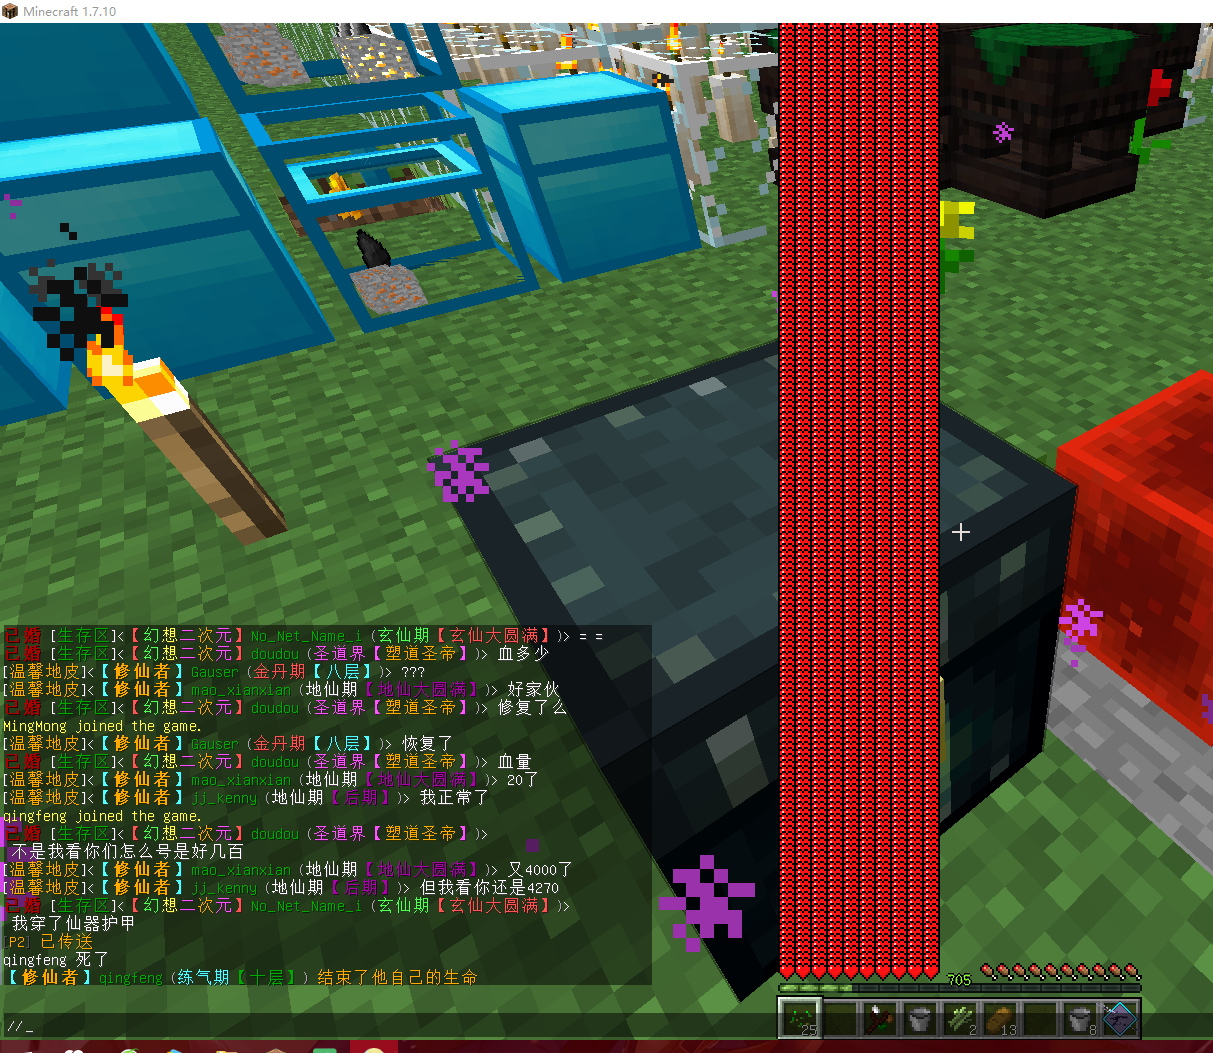 Minecraft 1.7.10
已婚 [生存区]<【幻想二次元】No_Net_Name_i (玄仙期【玄仙大圆满】)> = =
已婚 [生存区]<【幻想二次元】doudou (圣道界【塑道圣帝】)> 血多少
[温馨地皮]<【修仙者】Gauser (金丹期【八层】)> ???
[温馨地皮]<【修仙者】mao_xianxian (地仙期【地仙大圆满】)> 好家伙
已婚 [生存区]<【幻想二次元】doudou (圣道界【塑道圣帝】)> 修复了么
MingMong joined the game.
[温馨地皮]<【修仙者】Gauser (金丹期【八层】)> 恢复了
已婚 [生存区]<【幻想二次元】doudou (圣道界【塑道圣帝】)> 血量
[温馨地皮]<【修仙者】mao_xianxian (地仙期【地仙大圆满】)> 20了
[温馨地皮]<【修仙者】jj_kenny (地仙期【后期】)> 我正常了
qingfeng joined the game.
已婚 [生存区]<【幻想二次元】doudou (圣道界【塑道圣帝】)>
不是我看你们怎么号是好几百
[温馨地皮]<【修仙者】mao_xianxian (地仙期【地仙大圆满】)> 又4000了
[温馨地皮]<【修仙者】jj_kenny (地仙期【后期】)> 但我看你还是4270
已婚 [生存区]<【幻想二次元】No_Net_Name_i (玄仙期【玄仙大圆满】)>
我穿了仙器护甲
[P2] 已传送
qingfeng 死了
【修仙者】qingfeng (练气期【十层】) 结束了他自己的生命
705
25 2 13 8
//_